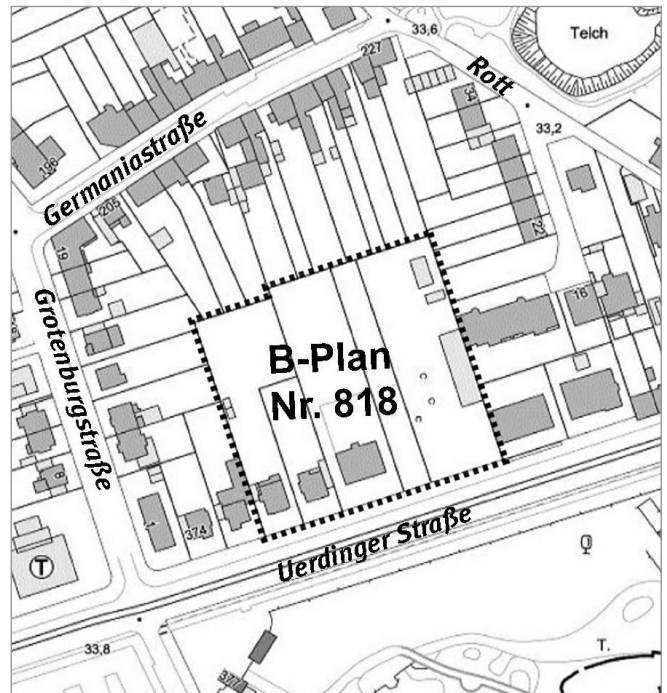 33,6
Teich
227
Rott
34
33,2
Germaniastraße
196
205
19
22
16
Grotenburgstraße
B-Plan
Nr. 818
8
374
T
Uerdinger Straße
33,8
377
T.